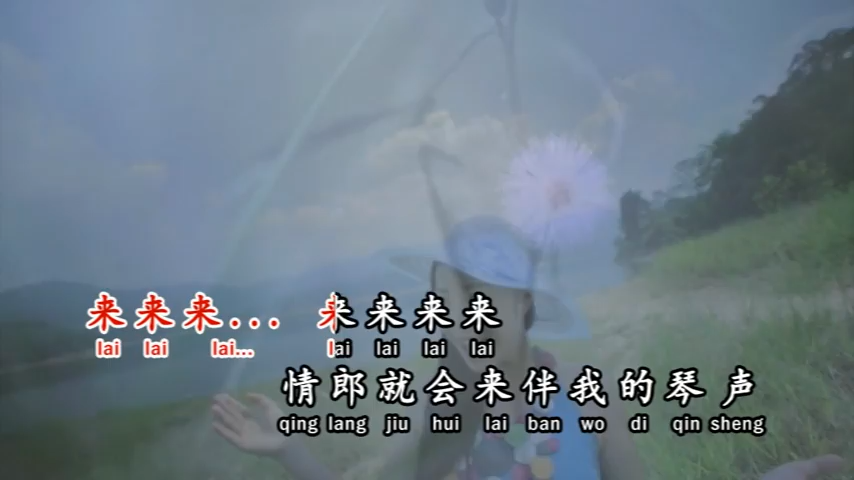 来来来... 来来来来
lai lai lai... lai lai lai lai
情郎就会来伴我的琴声
qing lang jiu hui lai ban wo di qin sheng